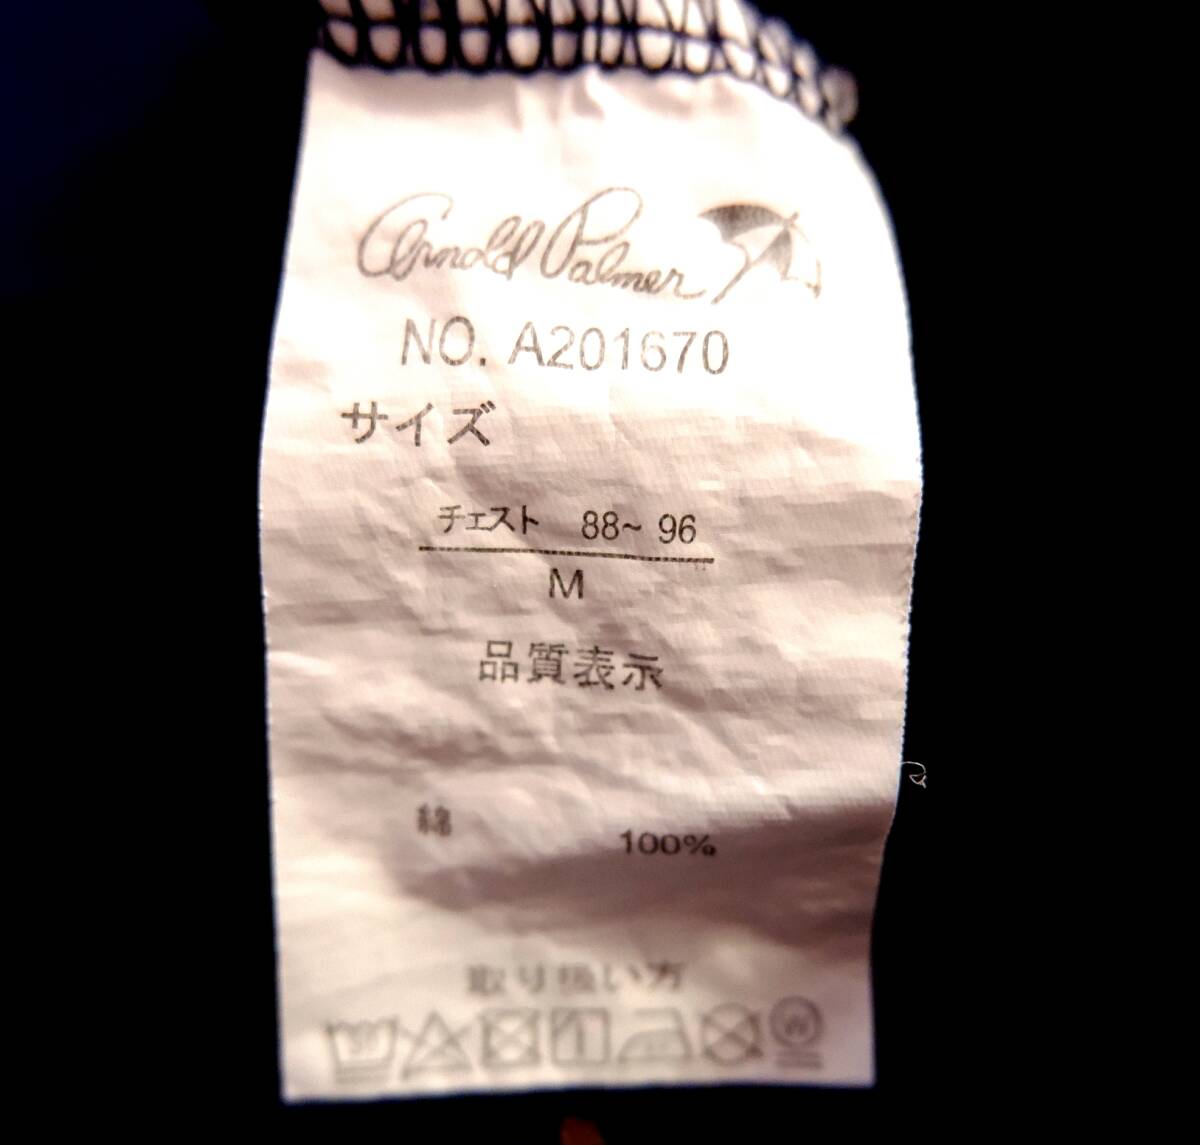 Arnold Palmer
NO. A201670
サイズ
チェスト 88~ 96
M
品質表示
綿 100%
取り扱い方